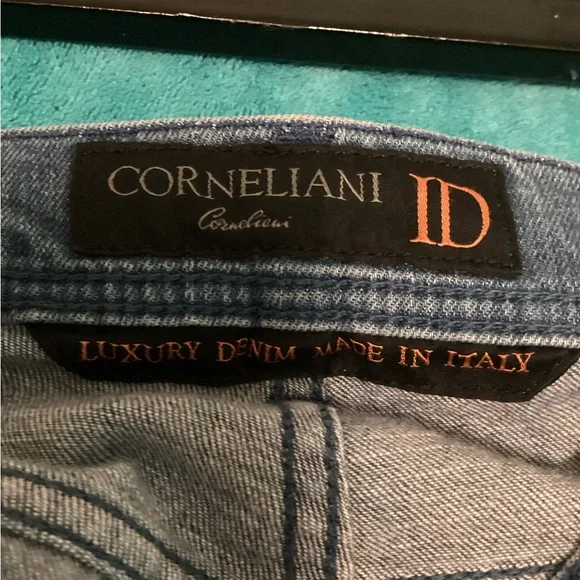 CORNELIANI ID
Corneliani
LUXURY DENIM MADE IN ITALY